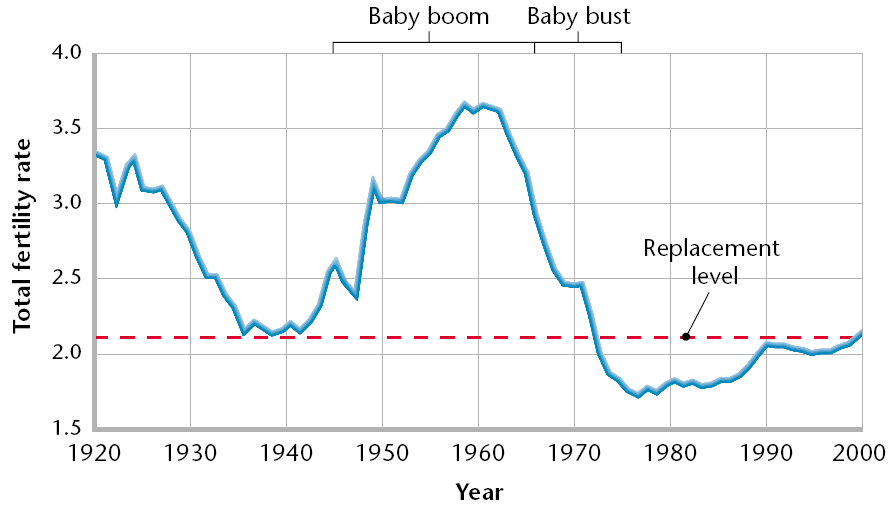 Baby boom
Baby bust
4.0
3.5
3.0
2.5
2.0
1.5
Total fertility rate
Replacement
level
1920
1930
1940
1950
1960
1970
1980
1990
2000
Year